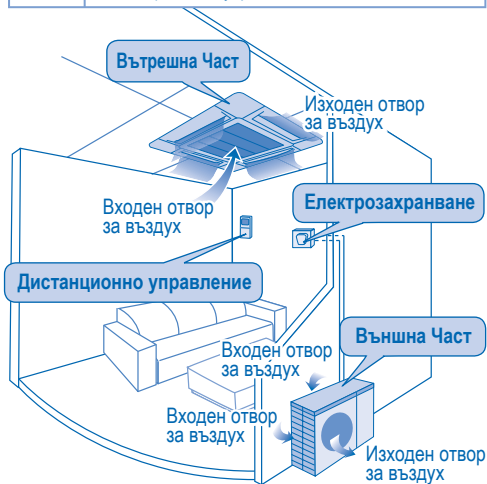 Вътрешна Част
Изходен отвор
за въздух
Входен отвор
за въздух
Електрозахранване
Дистанционно управление
Външна Част
Входен отвор
за въздух
Входен отвор
за въздух
Изходен отвор
за въздух